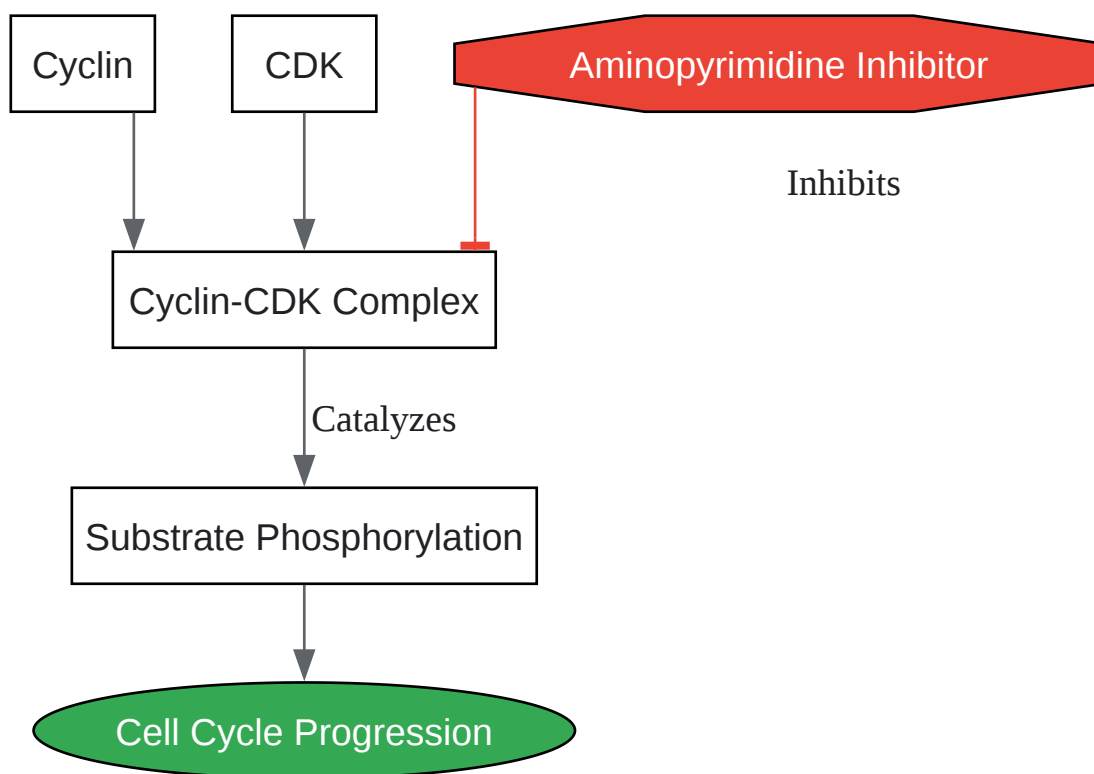 Cyclin
CDK
Aminopyrimidine Inhibitor
Inhibits
Cyclin-CDK Complex
Catalyzes
Substrate Phosphorylation
Cell Cycle Progression